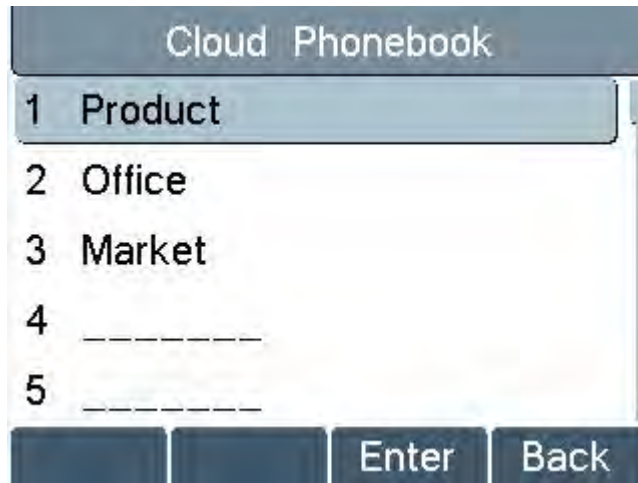 Cloud Phonebook
1 Product
2 Office
3 Market
4 _______
5 _______
Enter Back